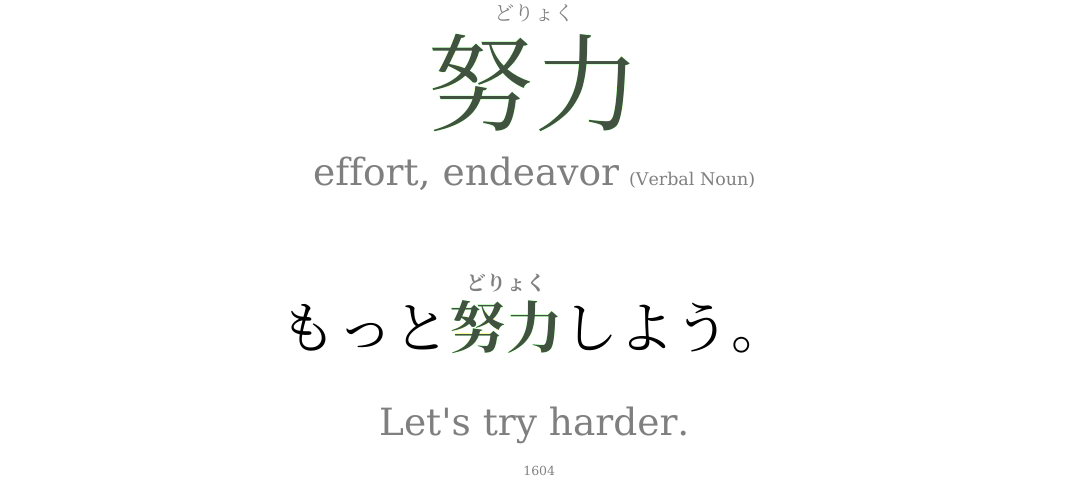 どりょく
努力
effort, endeavor (Verbal Noun)
どりょく
もっと努力しよう。
Let's try harder.
1604